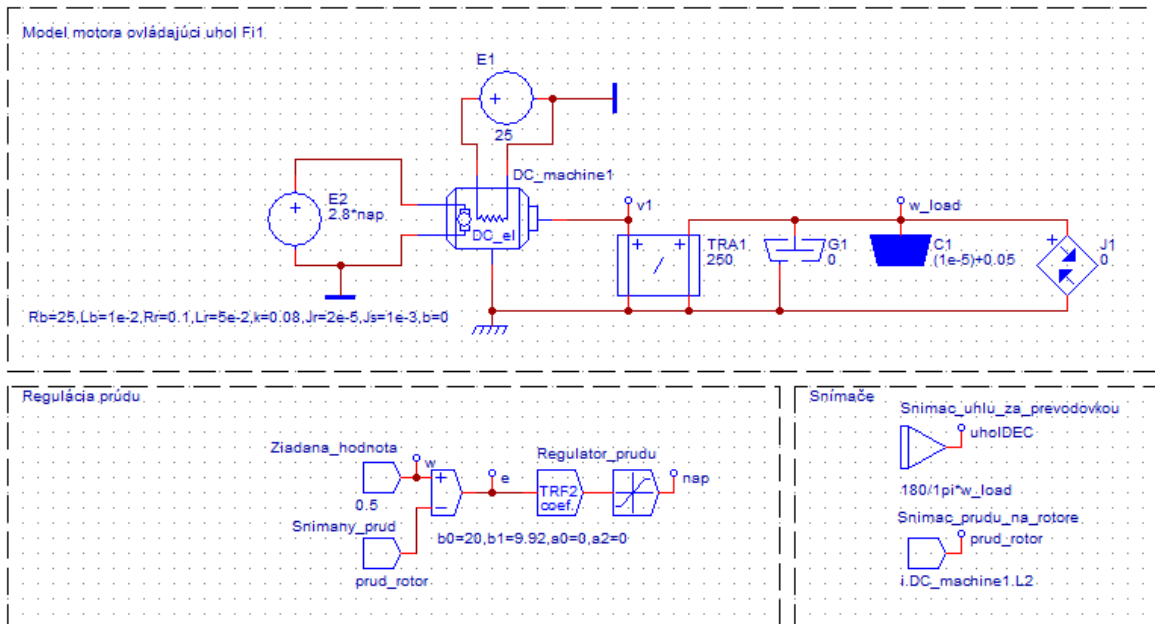 Model motora ovládajúci uhol Fi1
E1
+
25
E2
+
2.8*nap
DC_machine1
DC_el
v1
+ +
/
TRA1
250
G1
0
w_load
C1
(1e-5)+0.05
+
J1
0
Rb=25,Lb=1e-2,Rr=0.1,Lr=5e-2,k=0.08,Jr=2e-5,Js=1e-3,b=0
Regulácia prúdu
Ziadana_hodnota
w
0.5
+
−
e
Regulator_prudu
TRF2
coef.
nap
Snimany_prud
b0=20,b1=9.92,a0=0,a2=0
prud_rotor
Snímače
Snimac_uhlu_za_prevodovkou
uholDEC
180/1pi*w_load
Snimac_prudu_na_rotore
prud_rotor
i.DC_machine1.L2